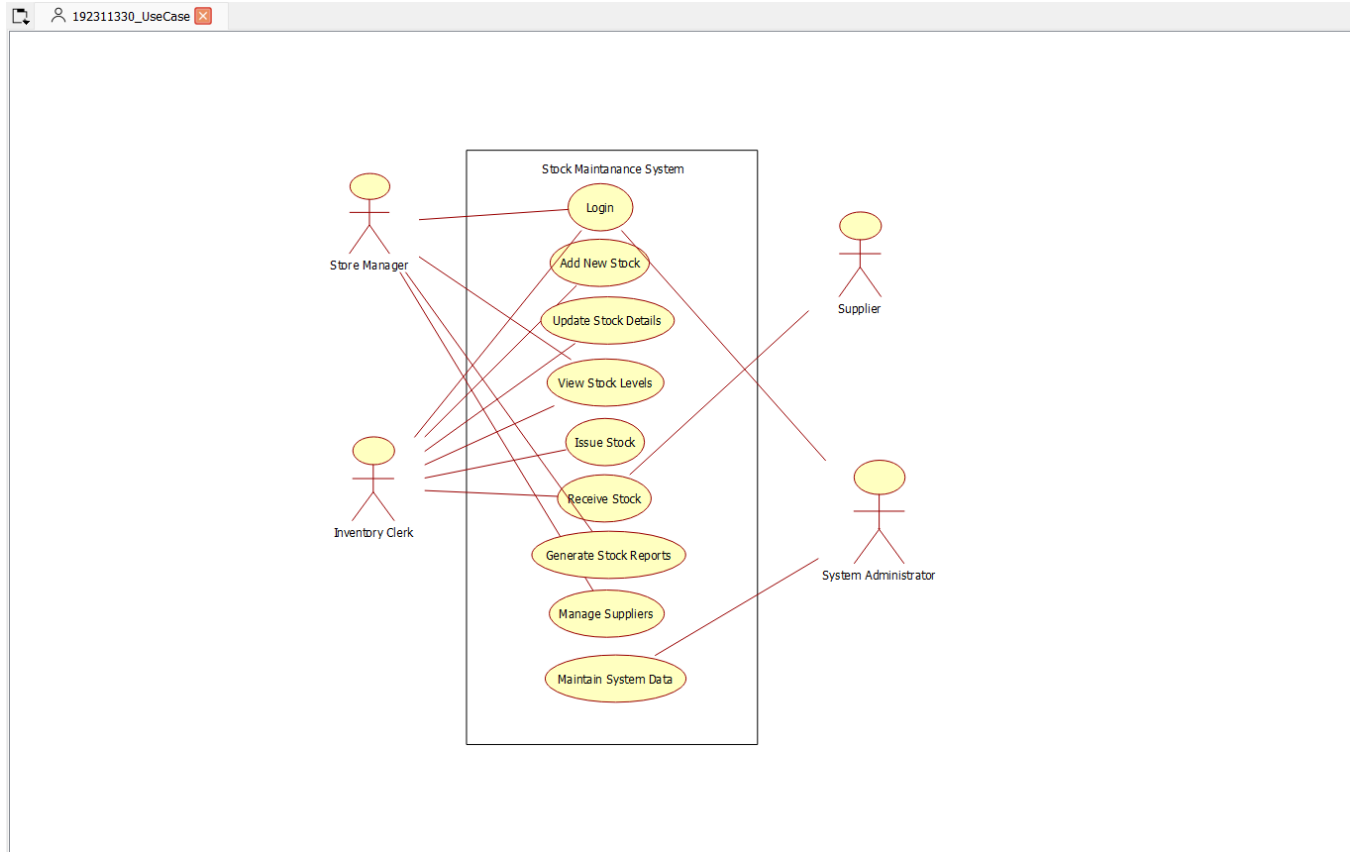 192311330_UseCase
Stock Maintanance System
Login
Store Manager
Add New Stock
Supplier
Update Stock Details
View Stock Levels
Issue Stock
Receive Stock
Inventory Clerk
Generate Stock Reports
System Administrator
Manage Suppliers
Maintain System Data